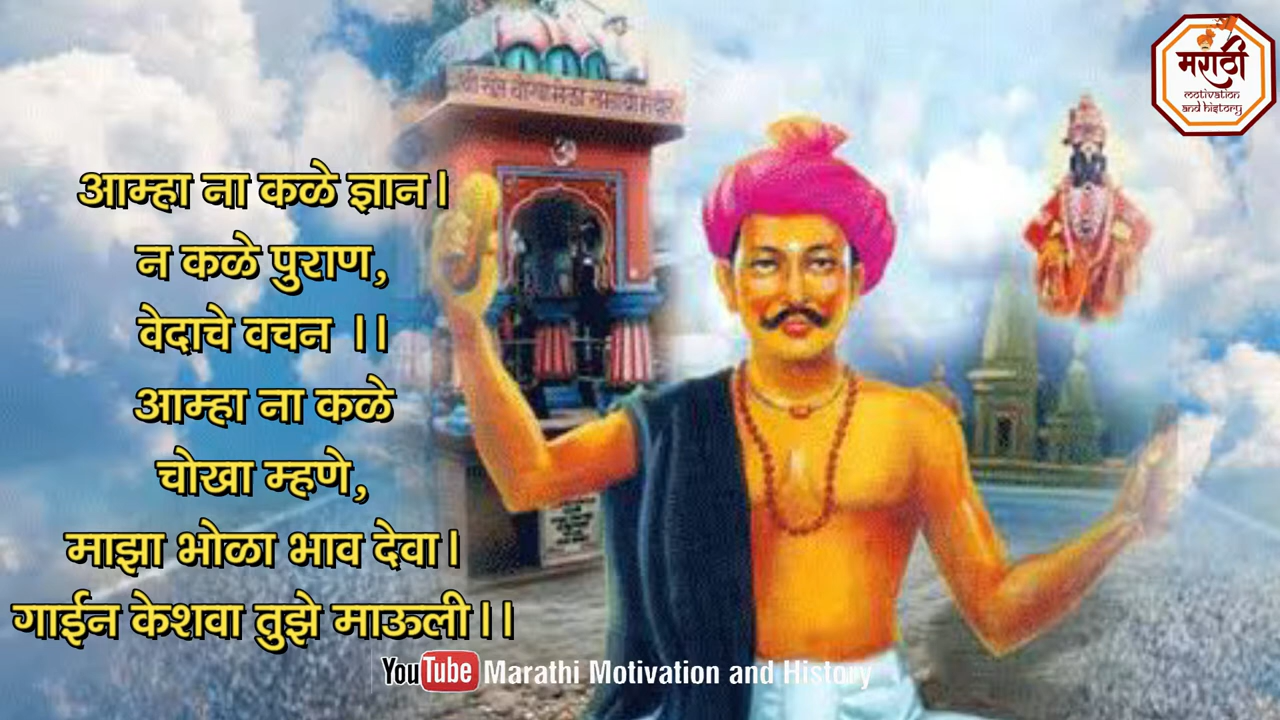 मराठी
motivation
and history
आम्हा ना कळे ज्ञान।
न कळे पुराण,
वेदाचे वचन ।।
आम्हा ना कळे
चोखा म्हणे,
माझा भोळा भाव देवा।
गाईन केशवा तुझे माऊली।।
YouTube Marathi Motivation and History